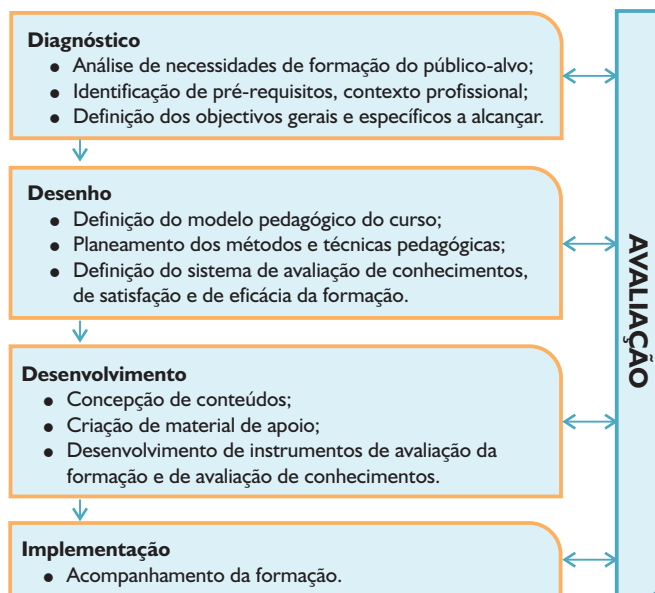 Diagnóstico
● Análise de necessidades de formação do público-alvo;
● Identificação de pré-requisitos, contexto profissional;
● Definição dos objectivos gerais e específicos a alcançar.
Desenho
● Definição do modelo pedagógico do curso;
● Planeamento dos métodos e técnicas pedagógicas;
● Definição do sistema de avaliação de conhecimentos,
de satisfação e de eficácia da formação.
Desenvolvimento
● Concepção de conteúdos;
● Criação de material de apoio;
● Desenvolvimento de instrumentos de avaliação da
formação e de avaliação de conhecimentos.
Implementação
● Acompanhamento da formação.
AVALIAÇÃO